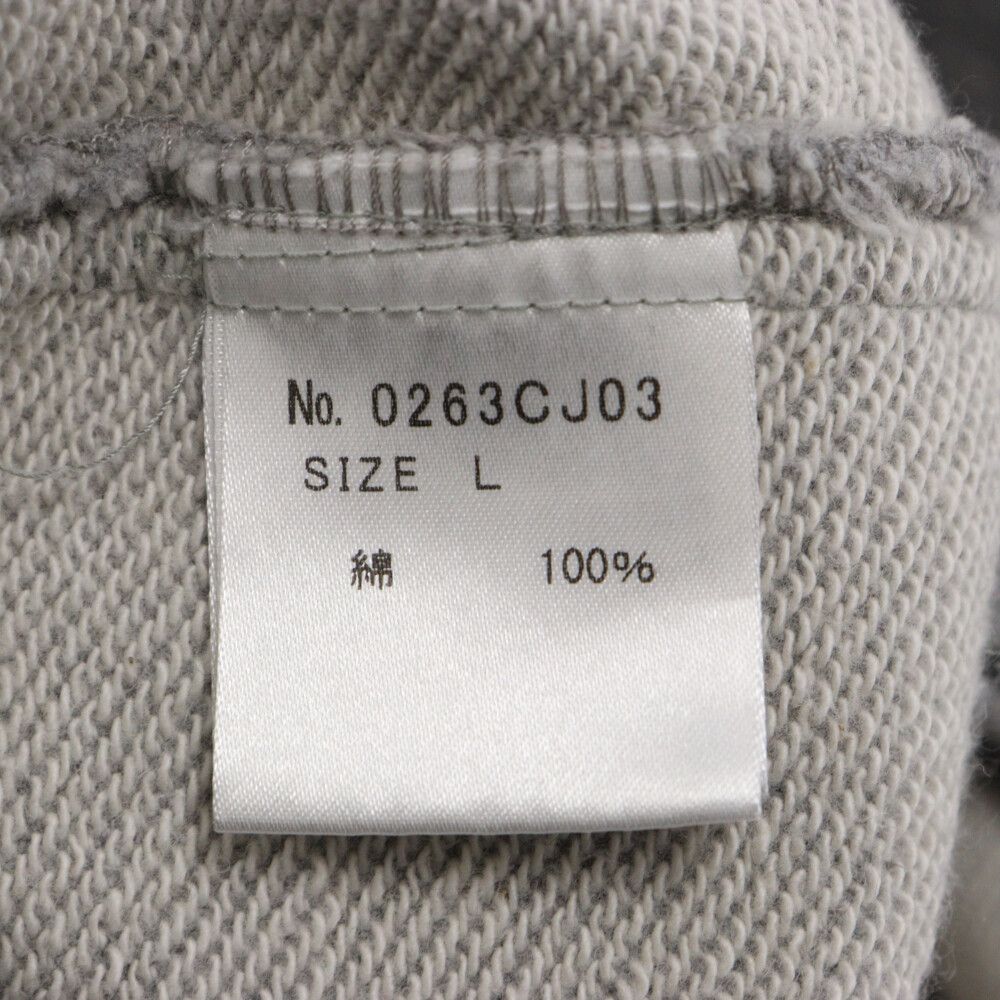 No. 0263CJ03
SIZE L
綿 100%